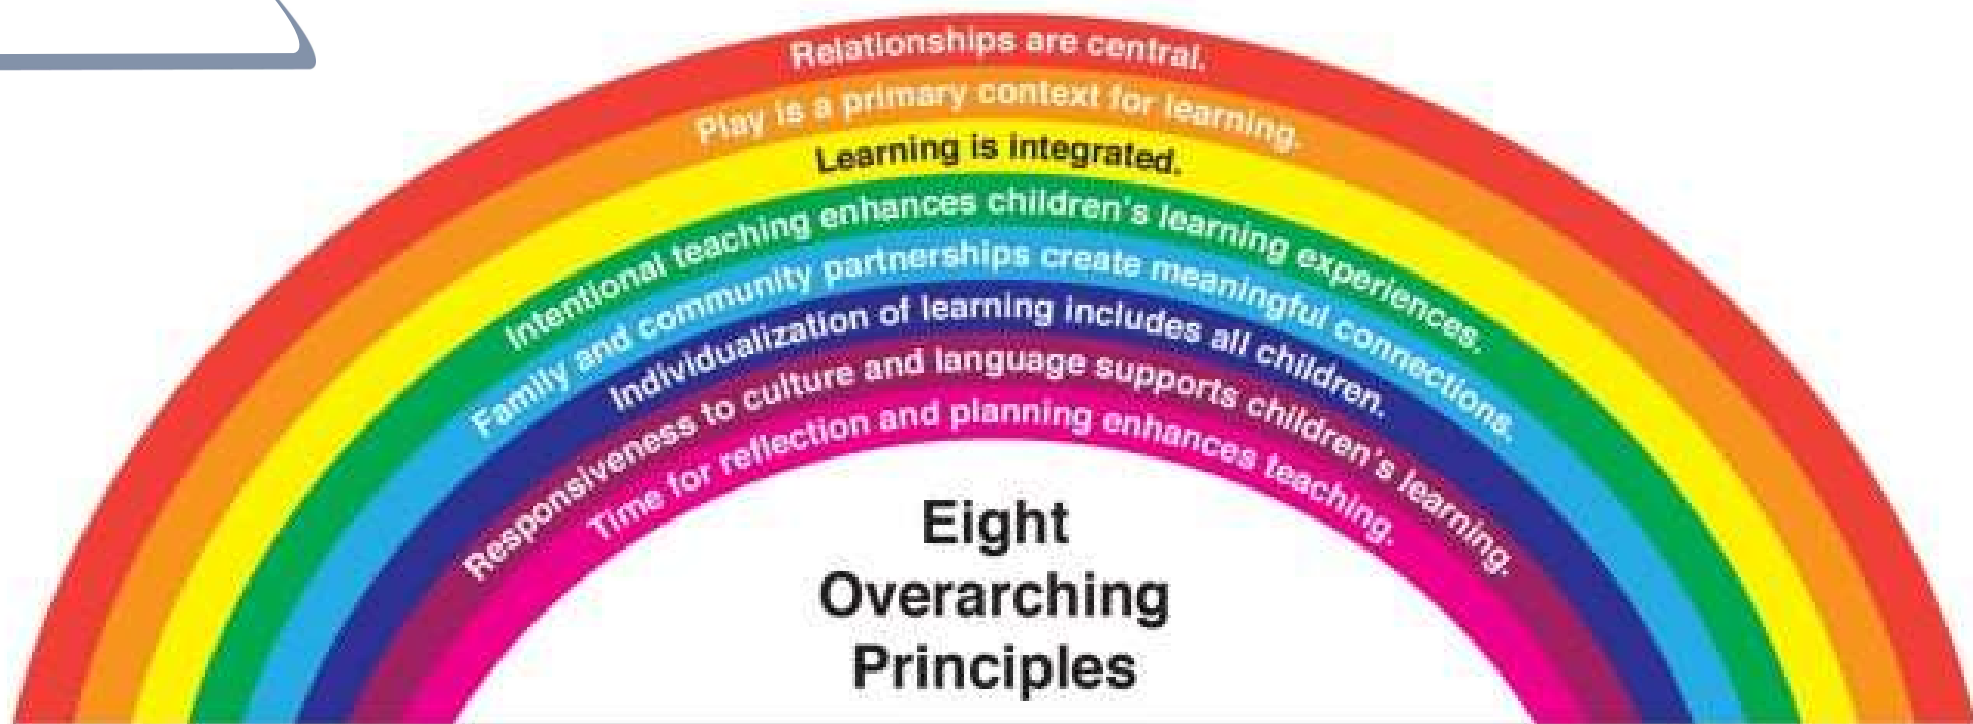 Relationships are central.
Play is a primary context for learning.
Learning is integrated.
Intentional teaching enhances children's learning experiences.
Family and community partnerships create meaningful connections.
Individualization of learning includes all children.
Responsiveness to culture and language supports children's learning.
Time for reflection and planning enhances teaching.
Eight
Overarching
Principles